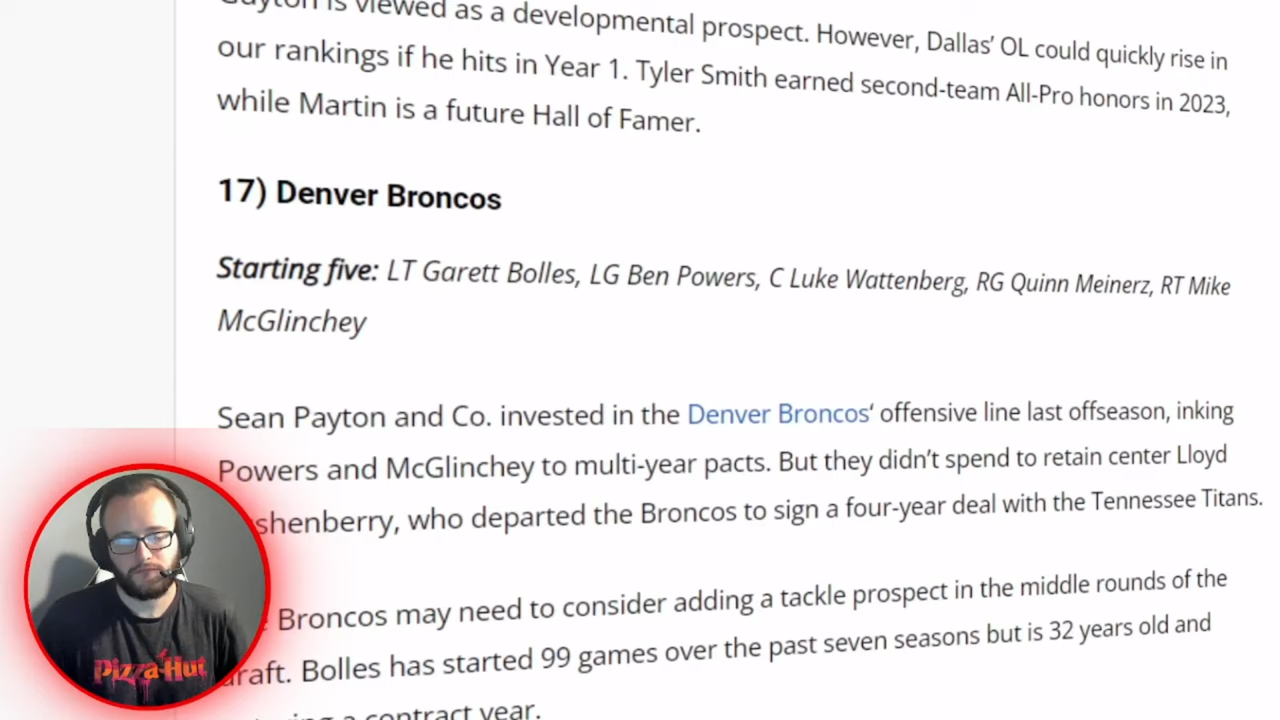 is viewed as a developmental prospect. However, Dallas' OL could quickly rise in
our rankings if he hits in Year 1. Tyler Smith earned second-team All-Pro honors in 2023,
while Martin is a future Hall of Famer.
17) Denver Broncos
Starting five: LT Garett Bolles, LG Ben Powers, C Luke Wattenberg, RG Quinn Meinerz, RT Mike
McGlinchey
Sean Payton and Co. invested in the Denver Broncos‘ offensive line last offseason, inking
Powers and McGlinchey to multi-year pacts. But they didn't spend to retain center Lloyd
shenberry, who departed the Broncos to sign a four-year deal with the Tennessee Titans.
Broncos may need to consider adding a tackle prospect in the middle rounds of the
draft. Bolles has started 99 games over the past seven seasons but is 32 years old and
a contract year.
Pizza Hut